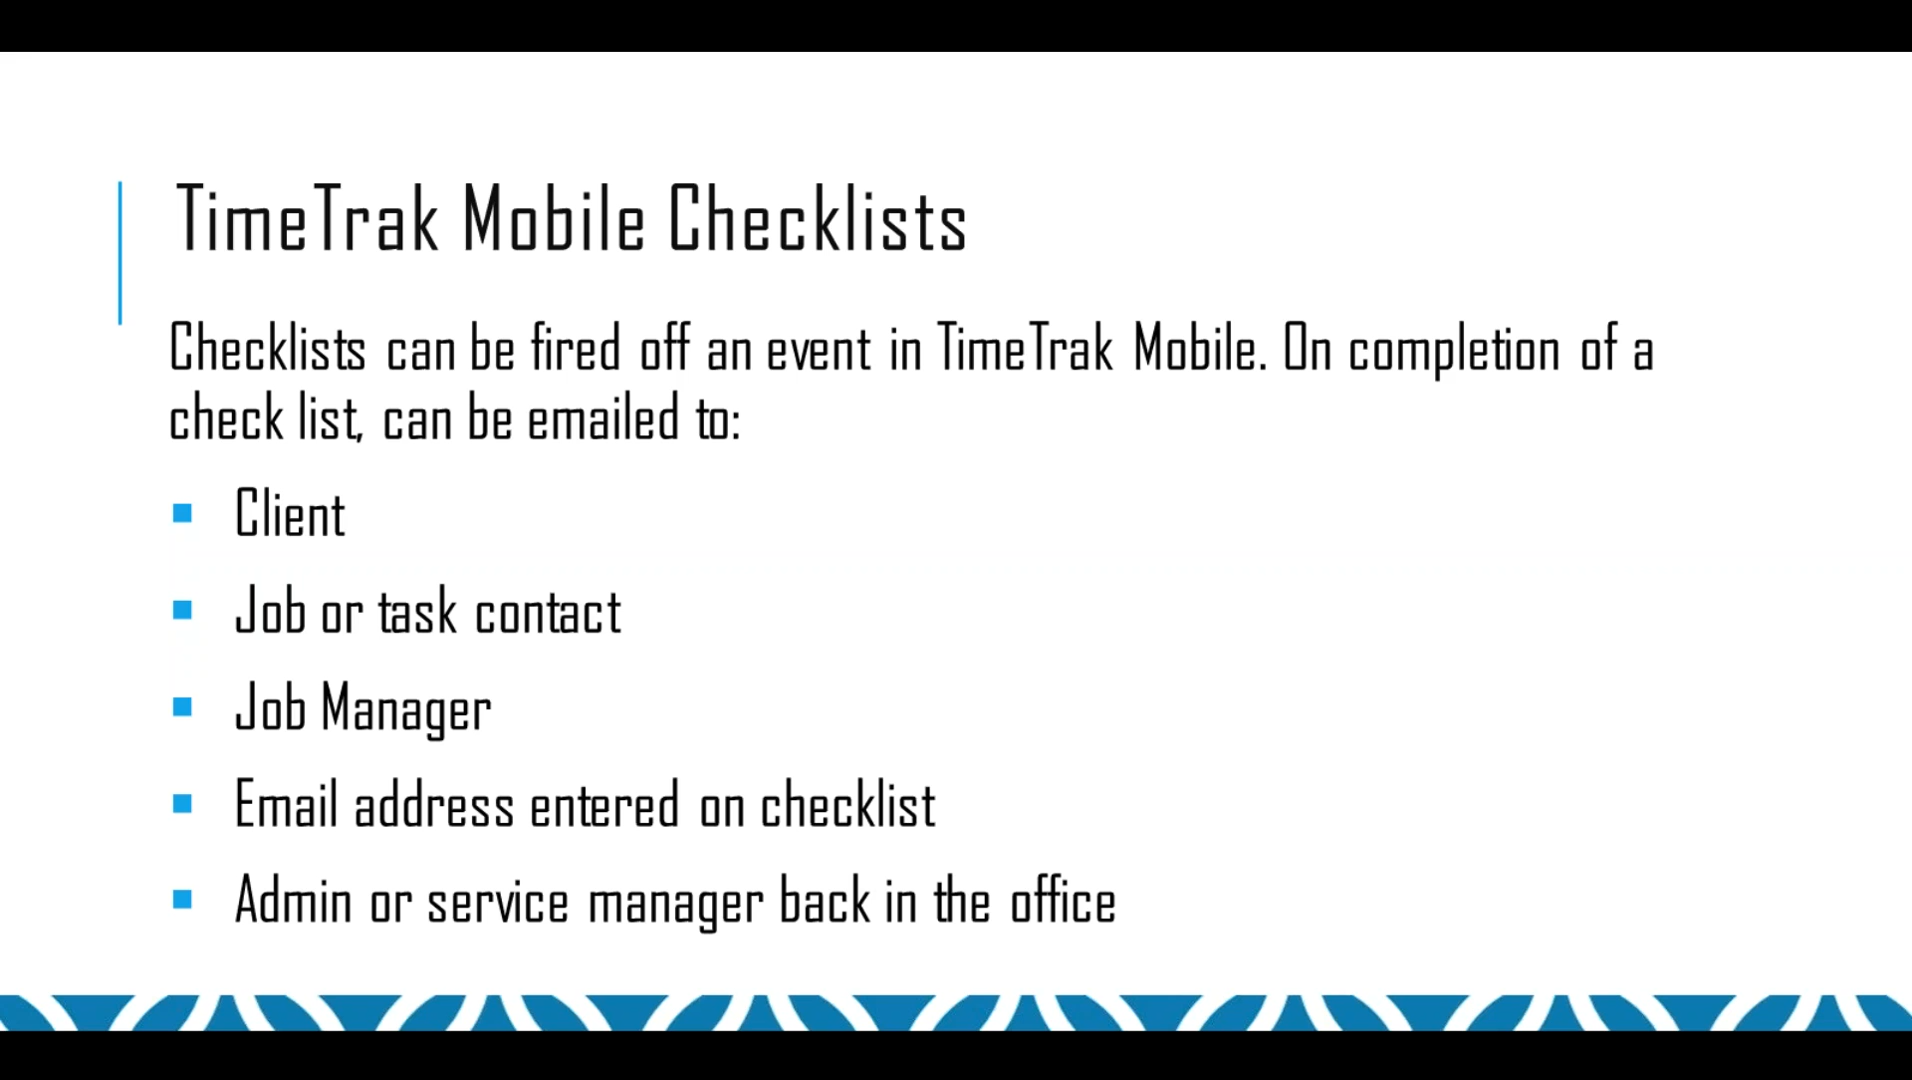 TimeTrak Mobile Checklists
Checklists can be fired off an event in TimeTrak Mobile. On completion of a
check list, can be emailed to:
Client
Job or task contact
Job Manager
Email address entered on checklist
Admin or service manager back in the office